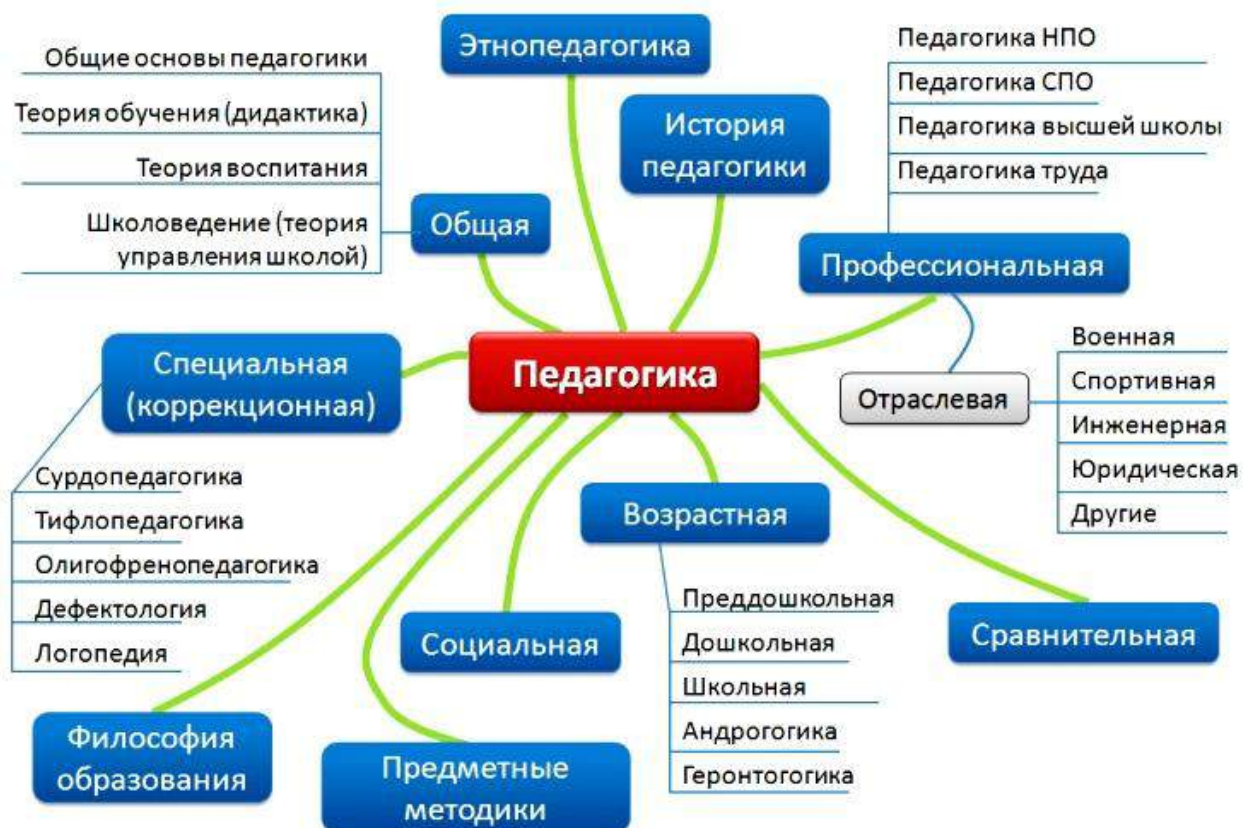 Этнопедагогика
История
педагогики
Общие основы педагогики
Теория обучения (дидактика)
Теория воспитания
Школоведение (теория
управления школой)
Общая
Педагогика НПО
Педагогика СПО
Педагогика высшей школы
Педагогика труда
Профессиональная
Отраслевая
Военная
Спортивная
Инженерная
Юридическая
Другие
Педагогика
Специальная
(коррекционная)
Сурдопедагогика
Тифлопедагогика
Олигофренопедагогика
Дефектология
Логопедия
Возрастная
Преддошкольная
Дошкольная
Школьная
Андрогогика
Геронтогогика
Социальная
Сравнительная
Философия
образования
Предметные
методики